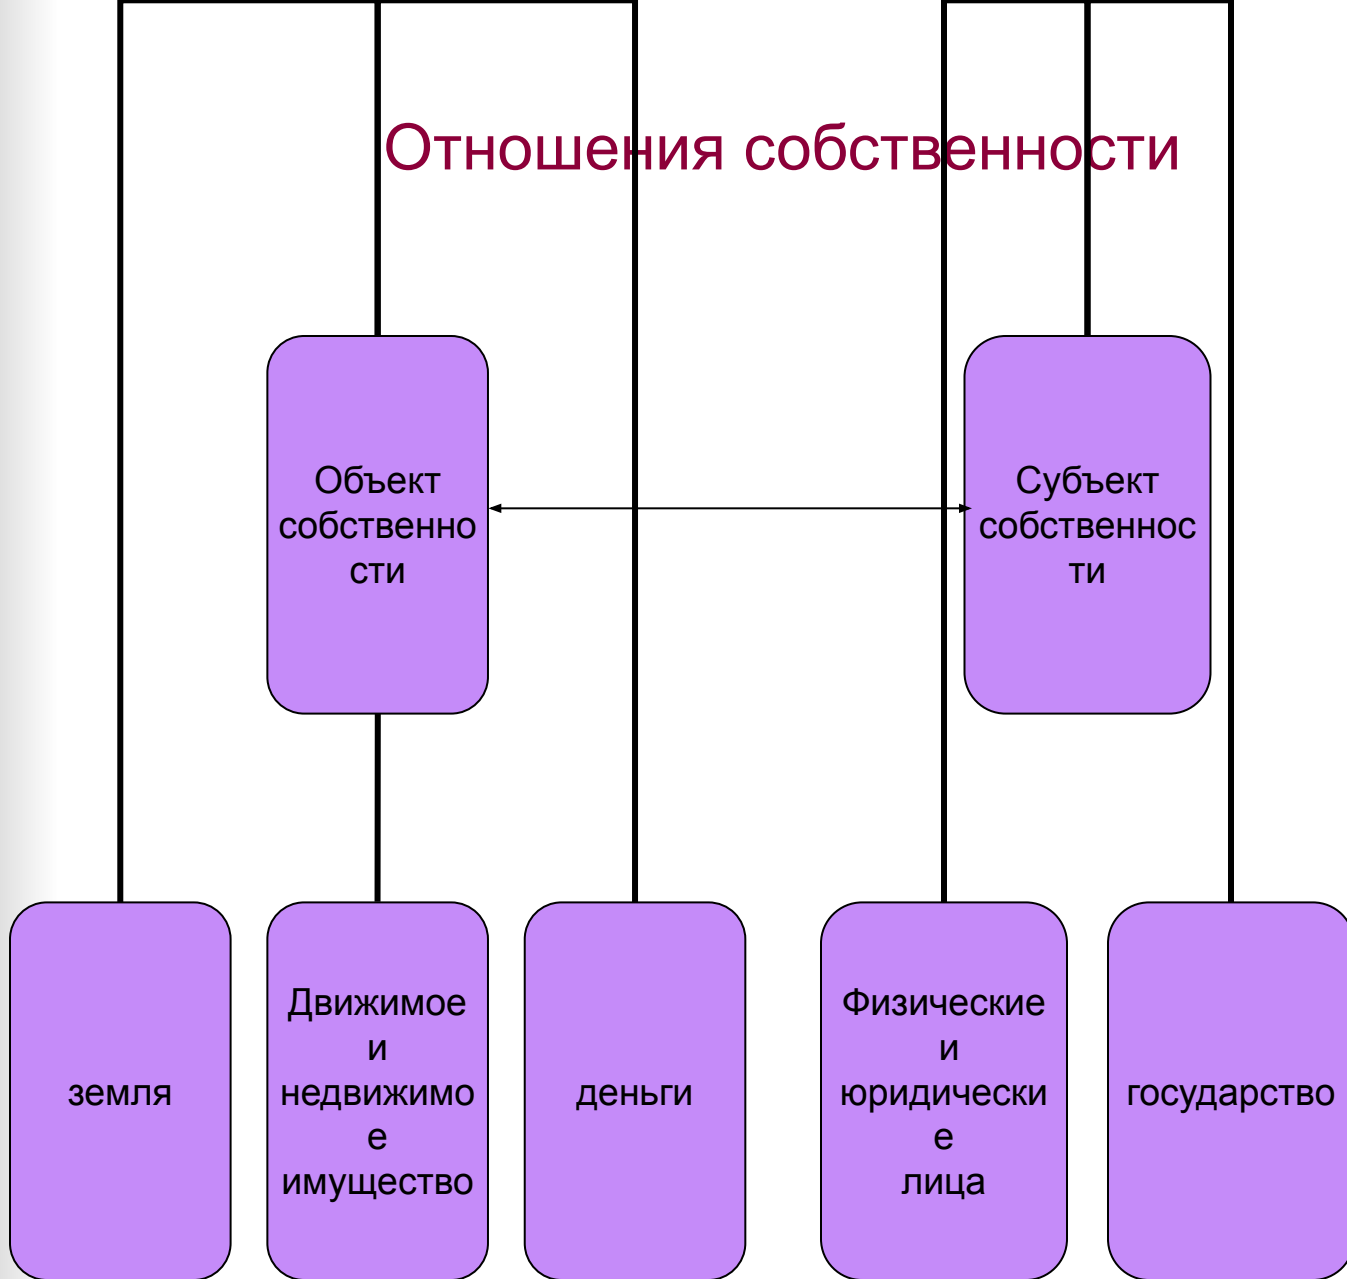 Отношения собственности
Объект
собственно
сти
Субъект
собственнос
ти
земля
Движимое
и
недвижимо
е
имущество
деньги
Физические
и
юридически
е
лица
государство